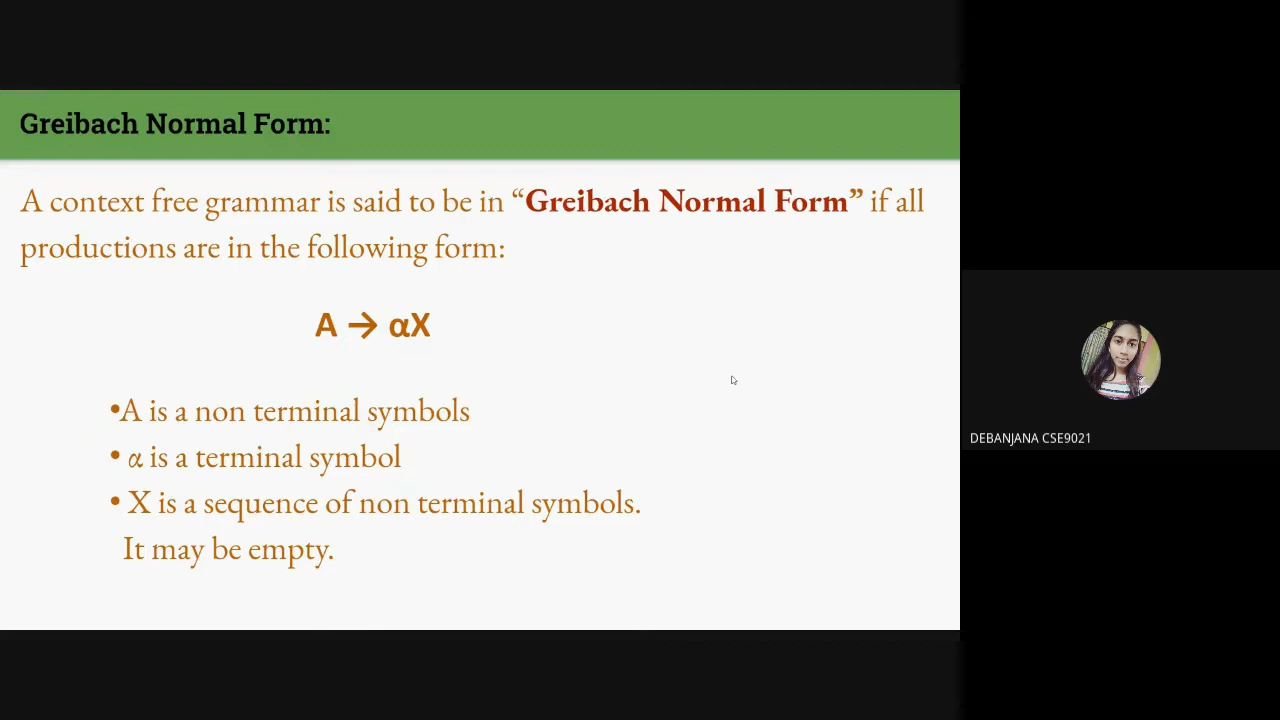 Greibach Normal Form:
A context free grammar is said to be in “Greibach Normal Form” if all
productions are in the following form:
A → αX
•A is a non terminal symbols
• α is a terminal symbol
• X is a sequence of non terminal symbols.
It may be empty.
DEBANJANA CSE9021